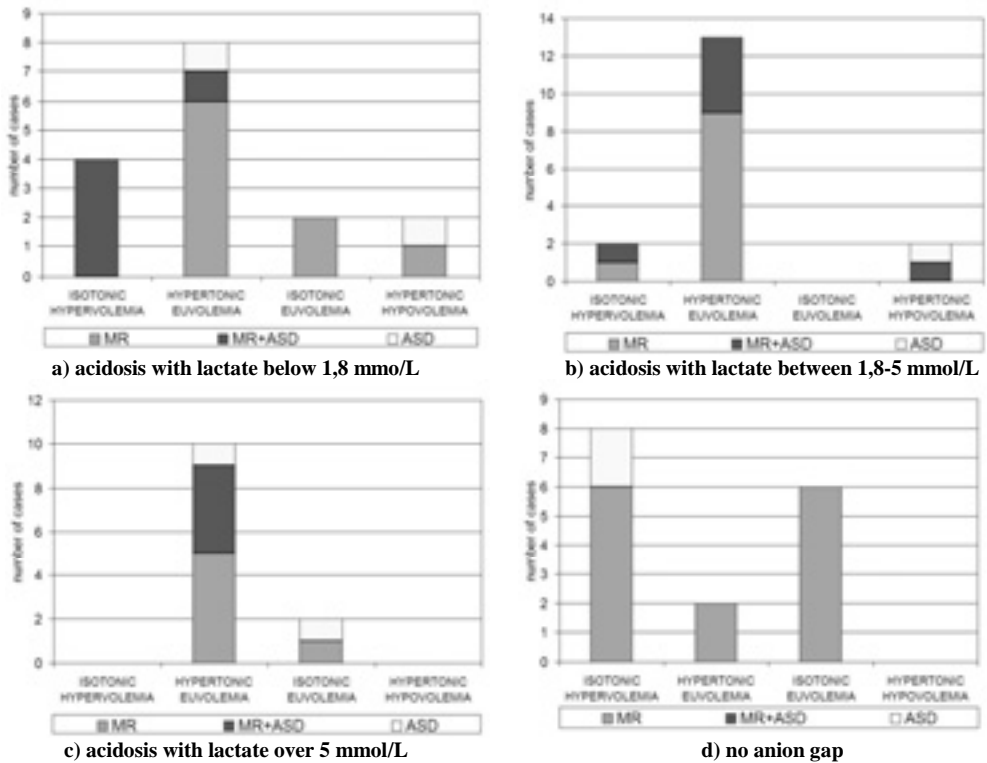 number of cases
9
8
7
6
5
4
3
2
1
0
ISOTONIC HYPERVOLEMIA
HYPERTONIC EUVOLEMIA
ISOTONIC EUVOLEMIA
HYPERTONIC HYPOVOLEMIA
MR MR+ASD ASD
a) acidosis with lactate below 1,8 mmo/L
number of cases
14
12
10
8
6
4
2
0
ISOTONIC HYPERVOLEMIA
HYPERTONIC EUVOLEMIA
ISOTONIC EUVOLEMIA
HYPERTONIC HYPOVOLEMIA
MR MR+ASD ASD
b) acidosis with lactate between 1,8-5 mmol/L
number of cases
12
10
8
6
4
2
0
ISOTONIC HYPERVOLEMIA
HYPERTONIC EUVOLEMIA
ISOTONIC EUVOLEMIA
HYPERTONIC HYPOVOLEMIA
MR MR+ASD ASD
c) acidosis with lactate over 5 mmol/L
number of cases
9
8
7
6
5
4
3
2
1
0
ISOTONIC HYPERVOLEMIA
HYPERTONIC EUVOLEMIA
ISOTONIC EUVOLEMIA
HYPERTONIC HYPOVOLEMIA
MR MR+ASD ASD
d) no anion gap